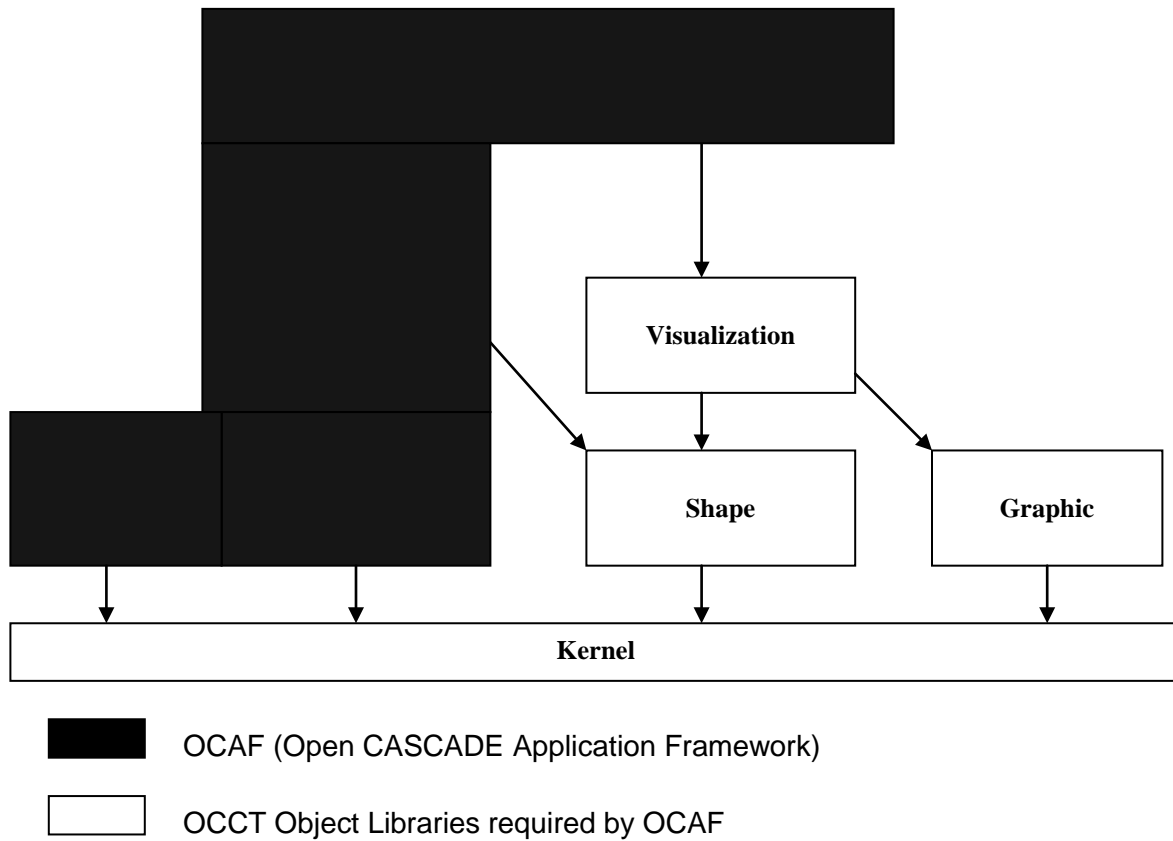 Visualization
Shape
Graphic
Kernel
OCAF (Open CASCADE Application Framework)
OCCT Object Libraries required by OCAF